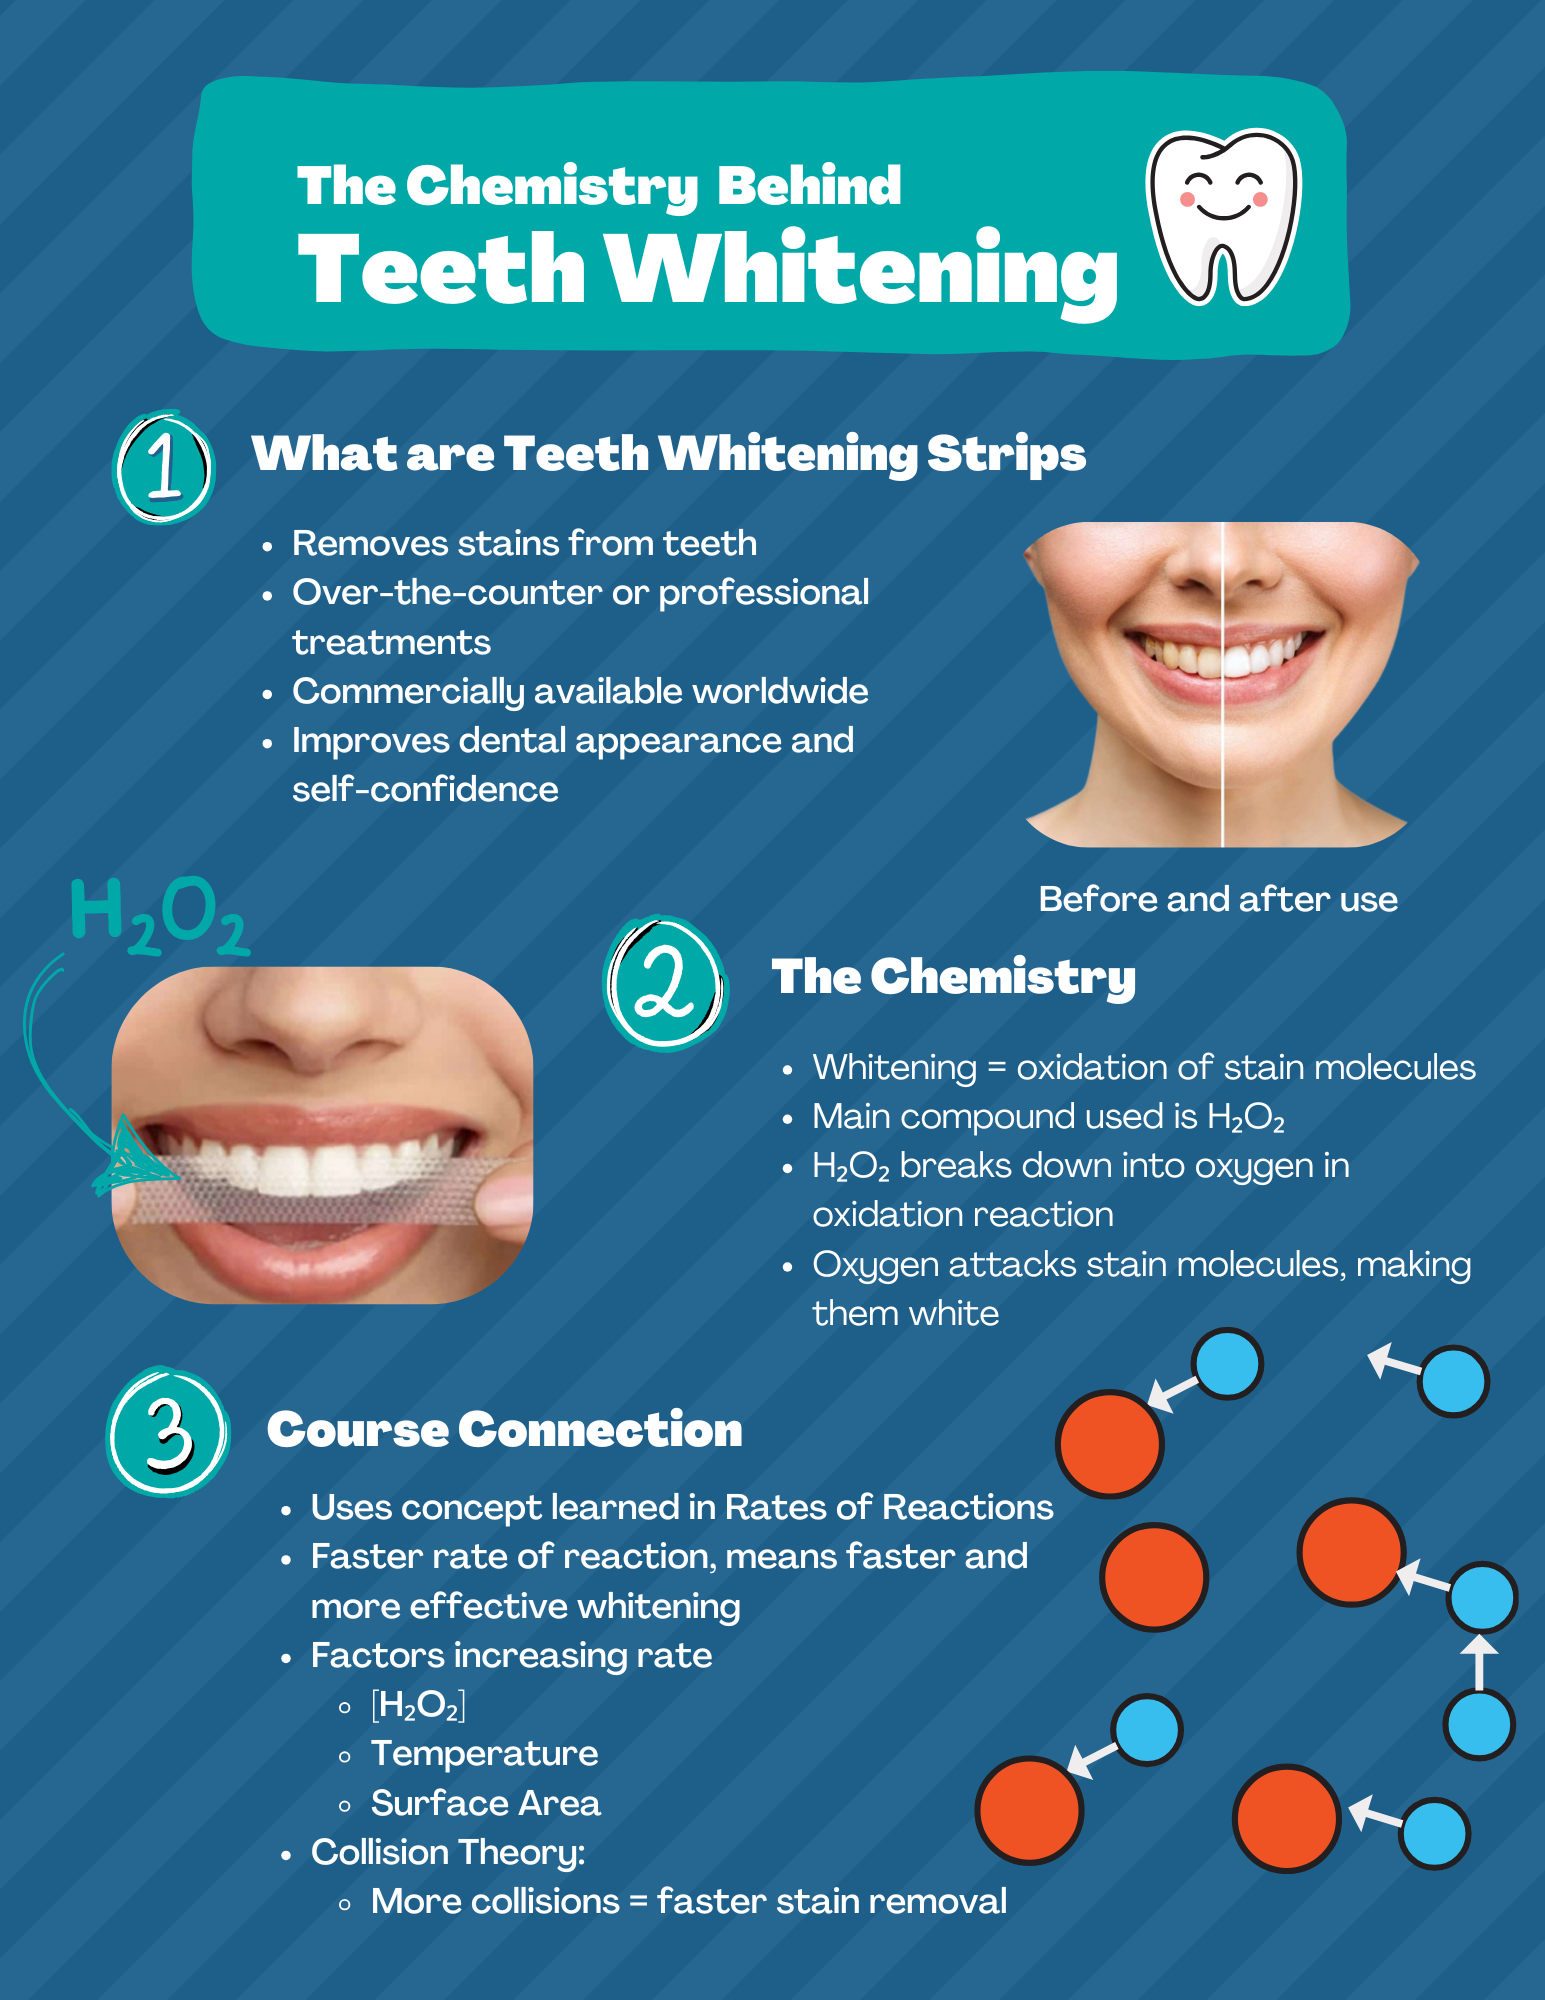 The Chemistry Behind
Teeth Whitening
1
What are Teeth Whitening Strips
• Removes stains from teeth
• Over-the-counter or professional
treatments
• Commercially available worldwide
• Improves dental appearance and
self-confidence
Before and after use
H₂O₂
2
The Chemistry
• Whitening = oxidation of stain molecules
• Main compound used is H₂O₂
• H₂O₂ breaks down into oxygen in
oxidation reaction
• Oxygen attacks stain molecules, making
them white
3
Course Connection
• Uses concept learned in Rates of Reactions
• Faster rate of reaction, means faster and
more effective whitening
• Factors increasing rate
◦ [H₂O₂]
◦ Temperature
◦ Surface Area
• Collision Theory:
◦ More collisions = faster stain removal